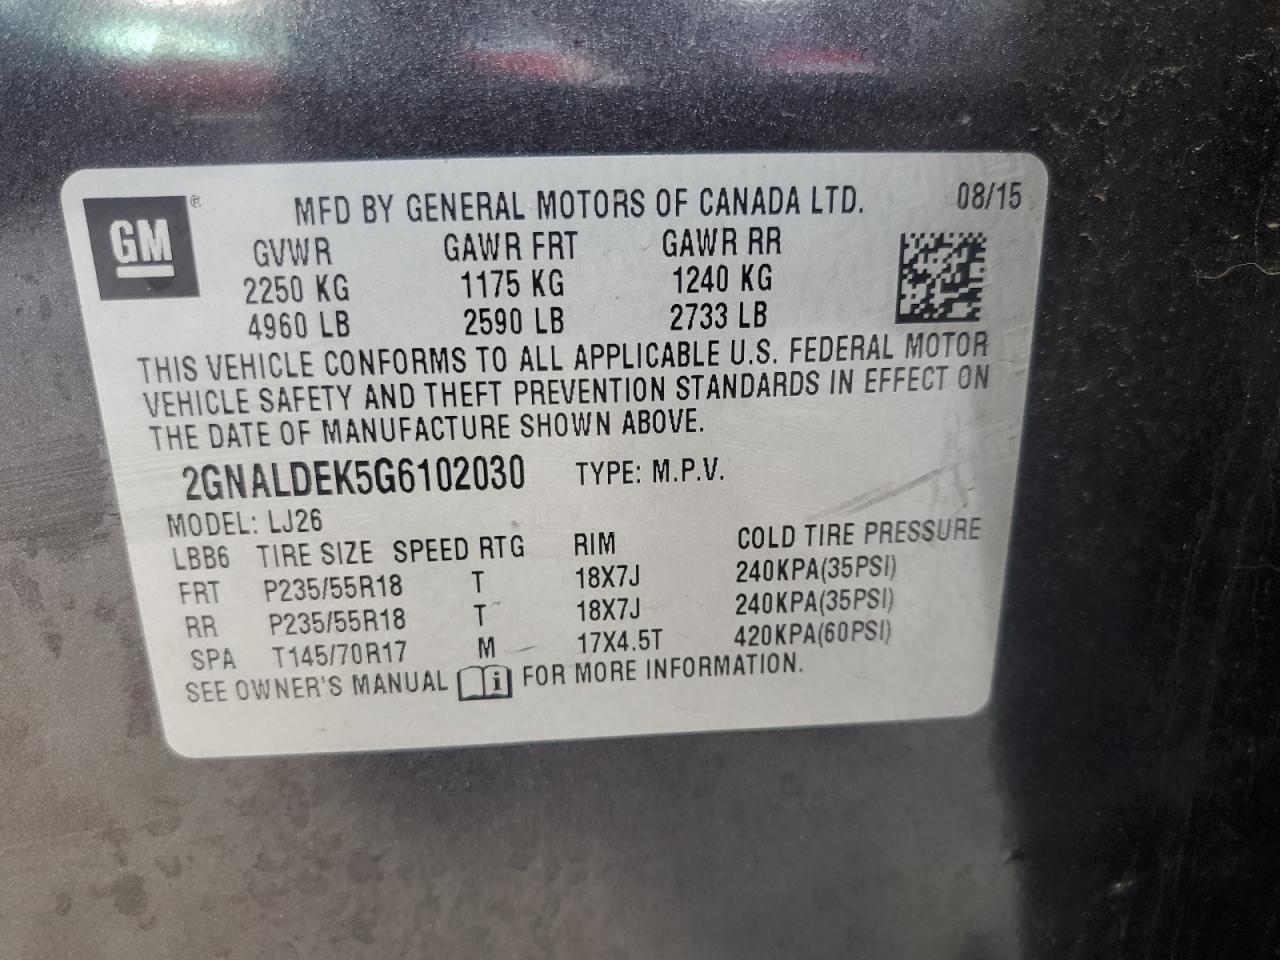 GM ® MFD BY GENERAL MOTORS OF CANADA LTD. 08/15
GVWR GAWR FRT GAWR RR
2250 KG 1175 KG 1240 KG
4960 LB 2590 LB 2733 LB
THIS VEHICLE CONFORMS TO ALL APPLICABLE U.S. FEDERAL MOTOR
VEHICLE SAFETY AND THEFT PREVENTION STANDARDS IN EFFECT ON
THE DATE OF MANUFACTURE SHOWN ABOVE.
2GNALDEK5G6102030 TYPE: M.P.V.
MODEL: LJ26
LBB6 TIRE SIZE SPEED RTG RIM COLD TIRE PRESSURE
FRT P235/55R18 T 18X7J 240KPA(35PSI)
RR P235/55R18 T 18X7J 240KPA(35PSI)
SPA T145/70R17 M 17X4.5T 420KPA(60PSI)
SEE OWNER'S MANUAL i FOR MORE INFORMATION.